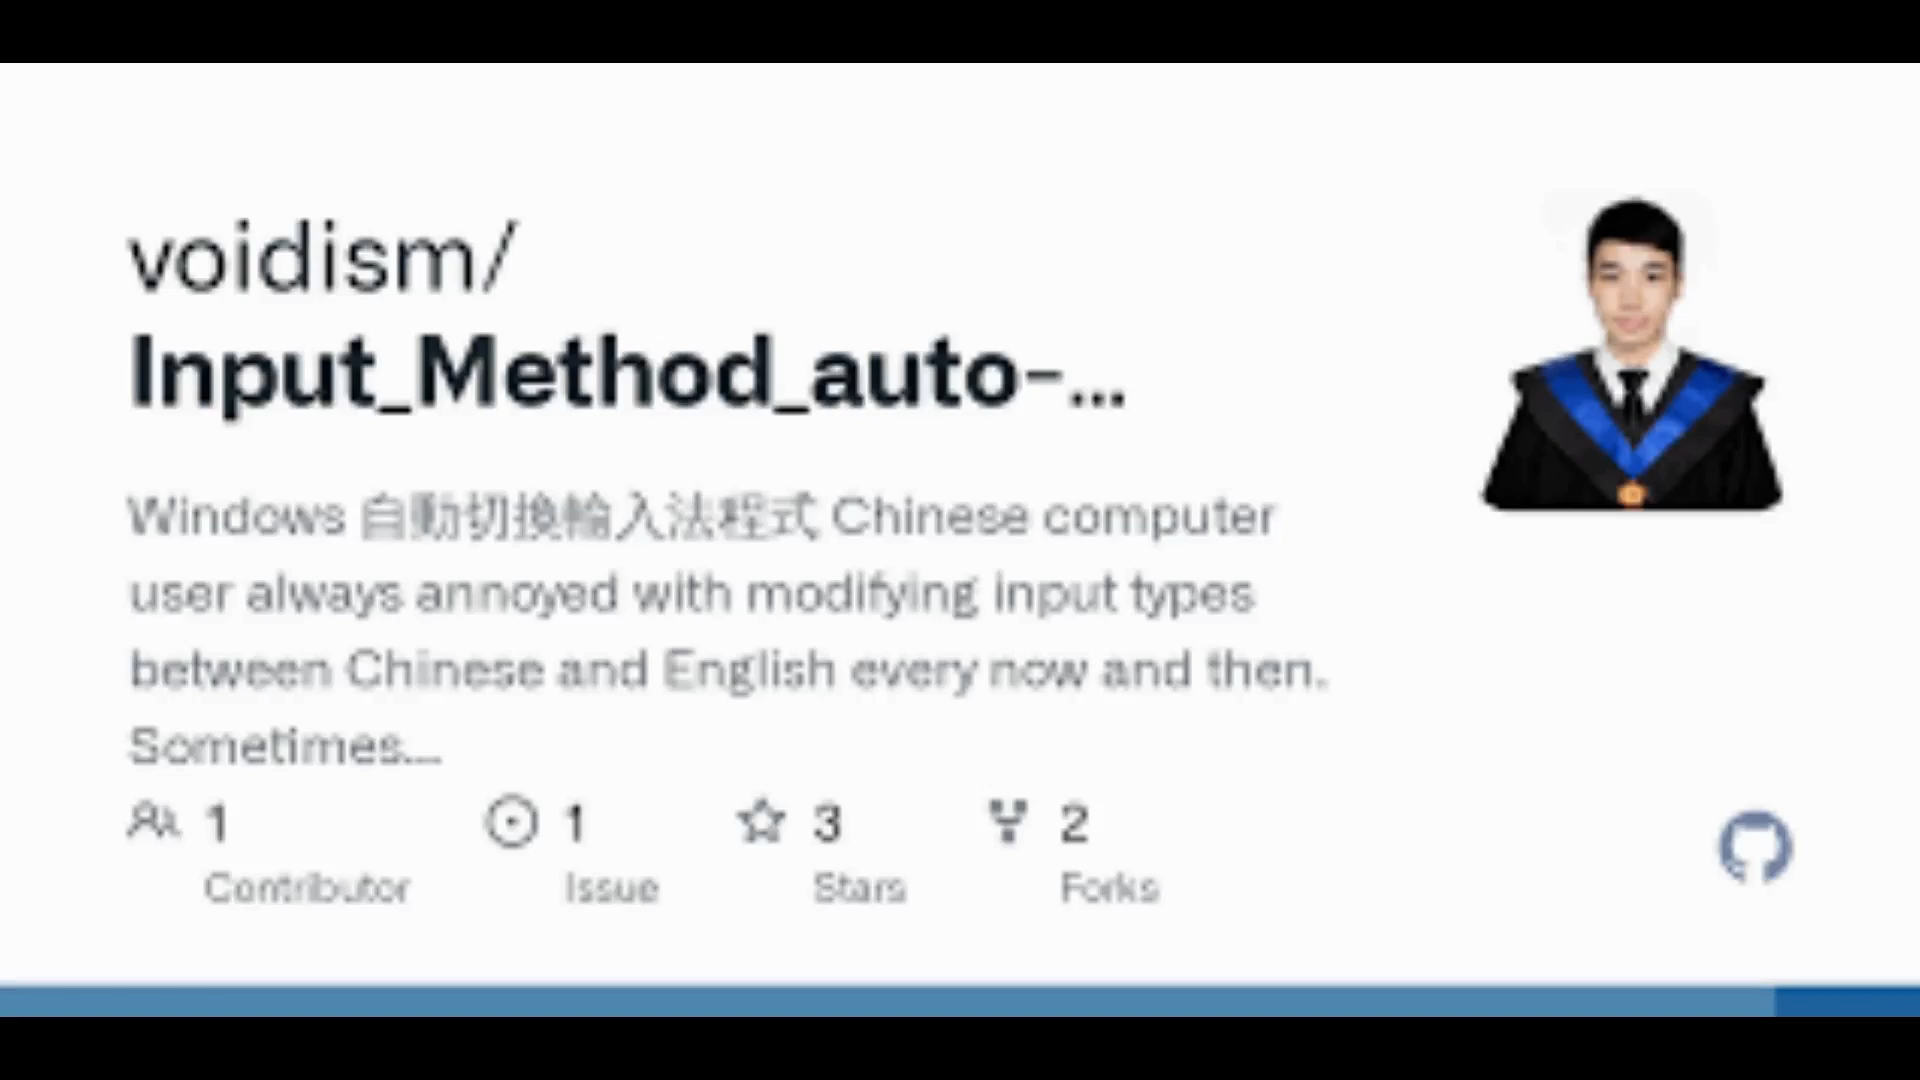 voidism/
Input_Method_auto-...
Windows 自動切換輸入法程式 Chinese computer
user always annoyed with modifying input types
between Chinese and English every now and then.
Sometimes...
1 1 3 2
Contributor Issue Stars Forks